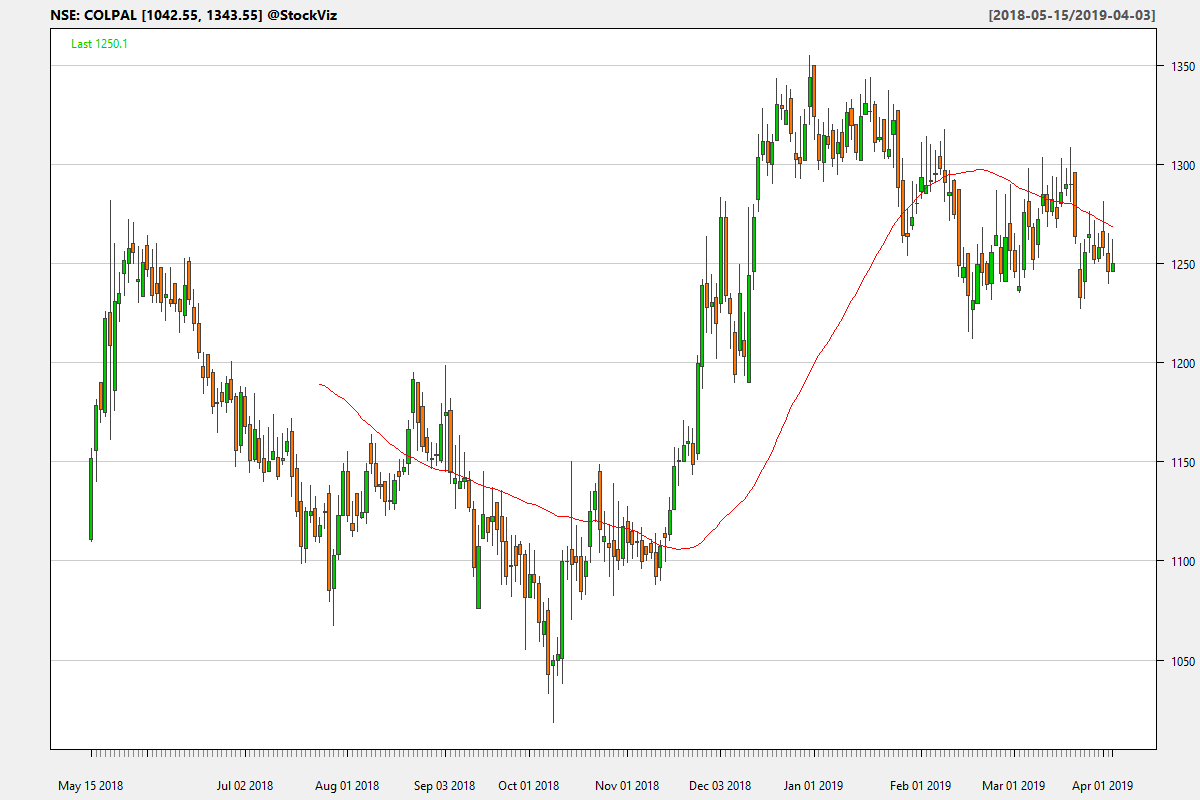 NSE: COLPAL [1042.55, 1343.55] @StockViz
[2018-05-15/2019-04-03]
Last 1250.1
1350
1300
1250
1200
1150
1100
1050
May 15 2018 Jul 02 2018 Aug 01 2018 Sep 03 2018 Oct 01 2018 Nov 01 2018 Dec 03 2018 Jan 01 2019 Feb 01 2019 Mar 01 2019 Apr 01 2019